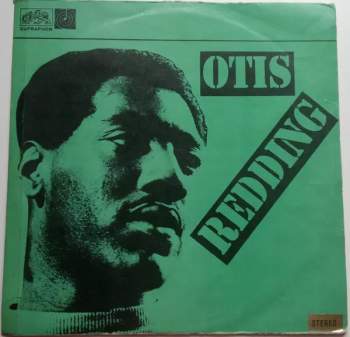 SUPRAPHON
OTIS
REDDING
STEREO